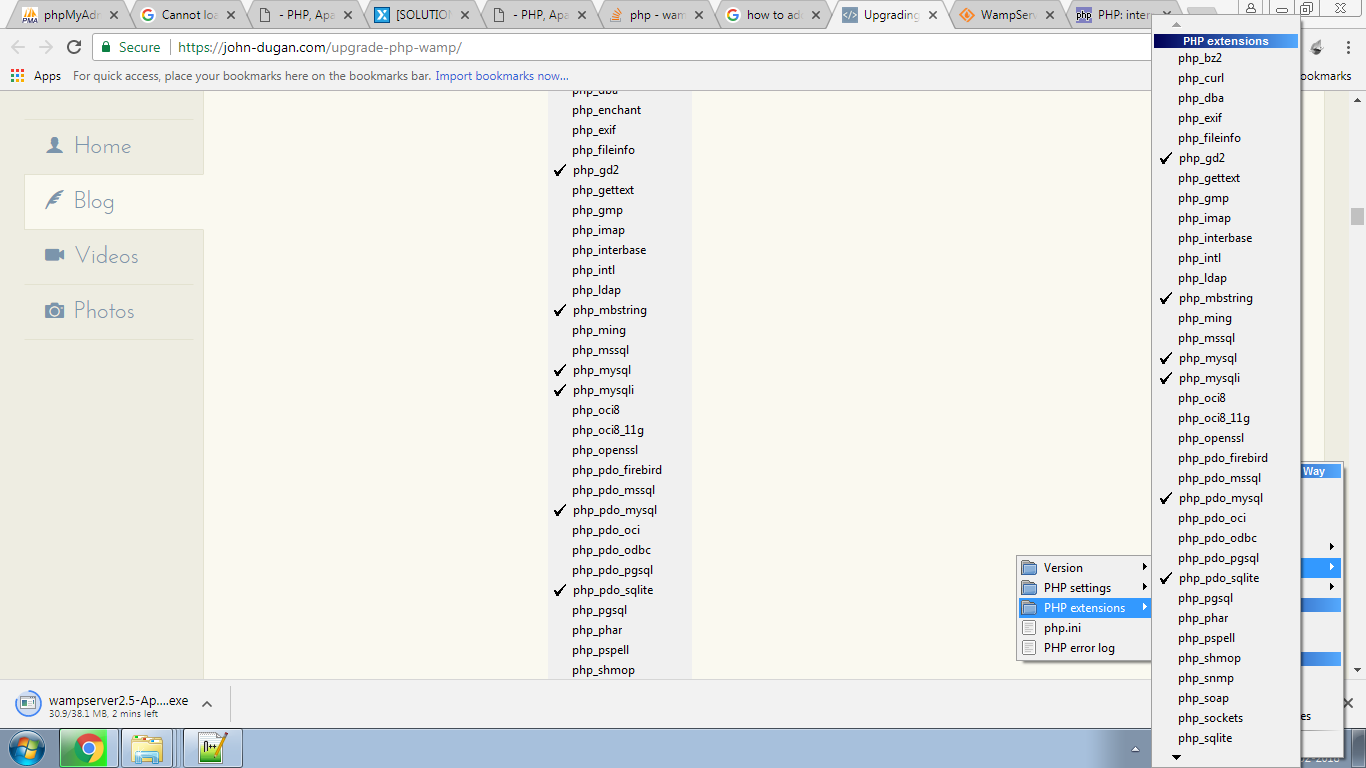 phpMyAdm
Cannot loa
- PHP, Apa
[SOLUTION
- PHP, Apa
php - wam
how to ad
Upgrading
WampSer
PHP: inter
Secure
https://john-dugan.com/upgrade-php-wamp/
Apps
For quick access, place your bookmarks here on the bookmarks bar. Import bookmarks now...
ookmarks
Home
Blog
Videos
Photos
php_dba
php_enchant
php_exif
php_fileinfo
php_gd2
php_gettext
php_gmp
php_imap
php_interbase
php_intl
php_ldap
php_mbstring
php_ming
php_mssql
php_mysql
php_mysqli
php_oci8
php_oci8_11g
php_openssl
php_pdo_firebird
php_pdo_mssql
php_pdo_mysql
php_pdo_oci
php_pdo_odbc
php_pdo_pgsql
php_pdo_sqlite
php_pgsql
php_phar
php_pspell
php_shmop
Version
PHP settings
PHP extensions
php.ini
PHP error log
PHP extensions
php_bz2
php_curl
php_dba
php_exif
php_fileinfo
php_gd2
php_gettext
php_gmp
php_imap
php_interbase
php_intl
php_ldap
php_mbstring
php_ming
php_mssql
php_mysql
php_mysqli
php_oci8
php_oci8_11g
php_openssl
php_pdo_firebird
php_pdo_mssql
php_pdo_mysql
php_pdo_oci
php_pdo_odbc
php_pdo_pgsql
php_pdo_sqlite
php_pgsql
php_phar
php_pspell
php_shmop
php_snmp
php_soap
php_sockets
php_sqlite
Way
es
wampserver2.5-Ap....exe
30.9/38.1 MB, 2 mins left